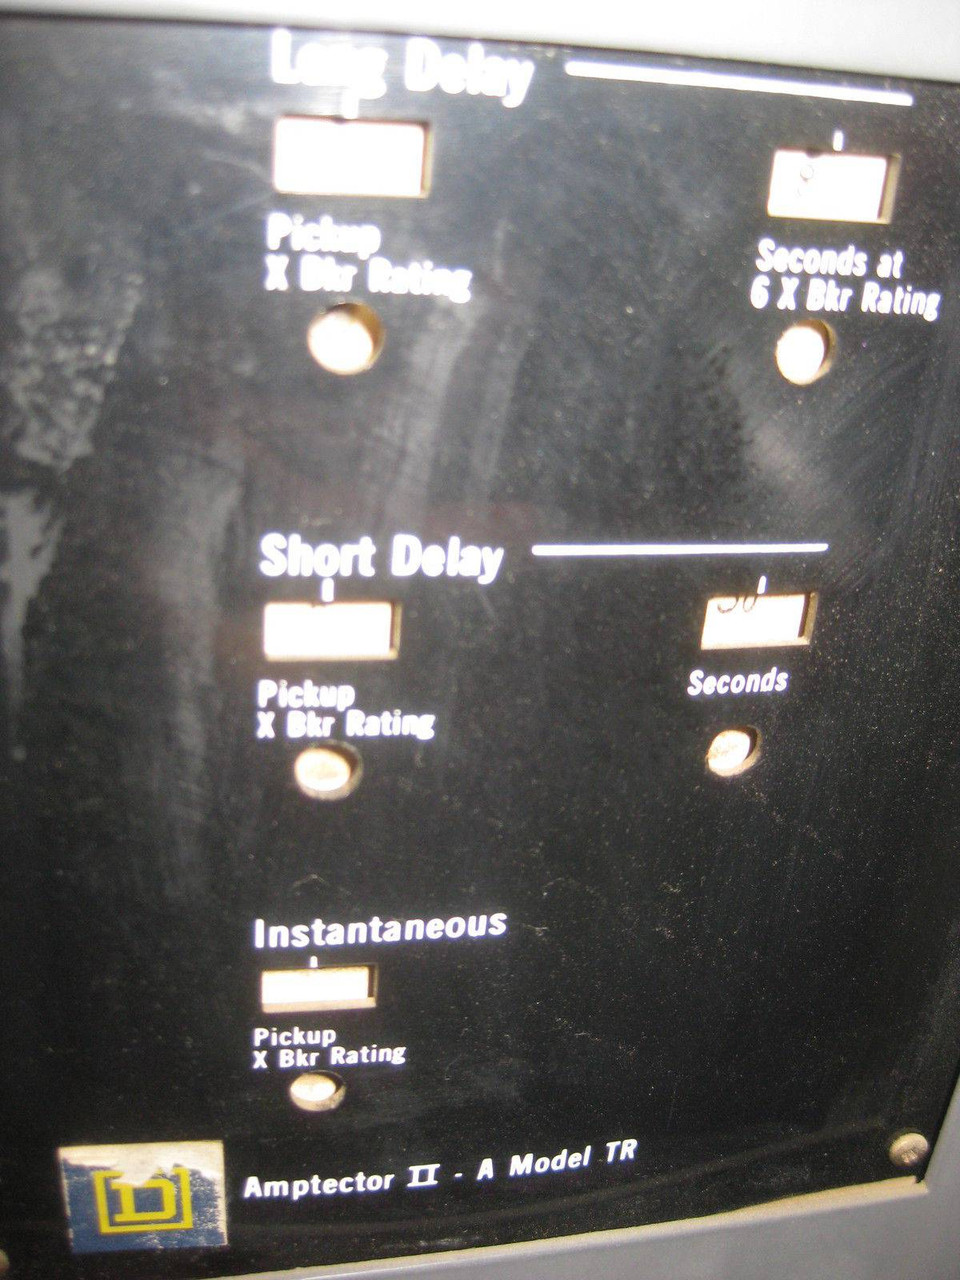 Long Delay
8
Pickup
X Bkr Rating
Seconds at
6 X Bkr Rating
Short Delay
Pickup
X Bkr Rating
Seconds
Instantaneous
Pickup
X Bkr Rating
D
Amptector II - A Model TR